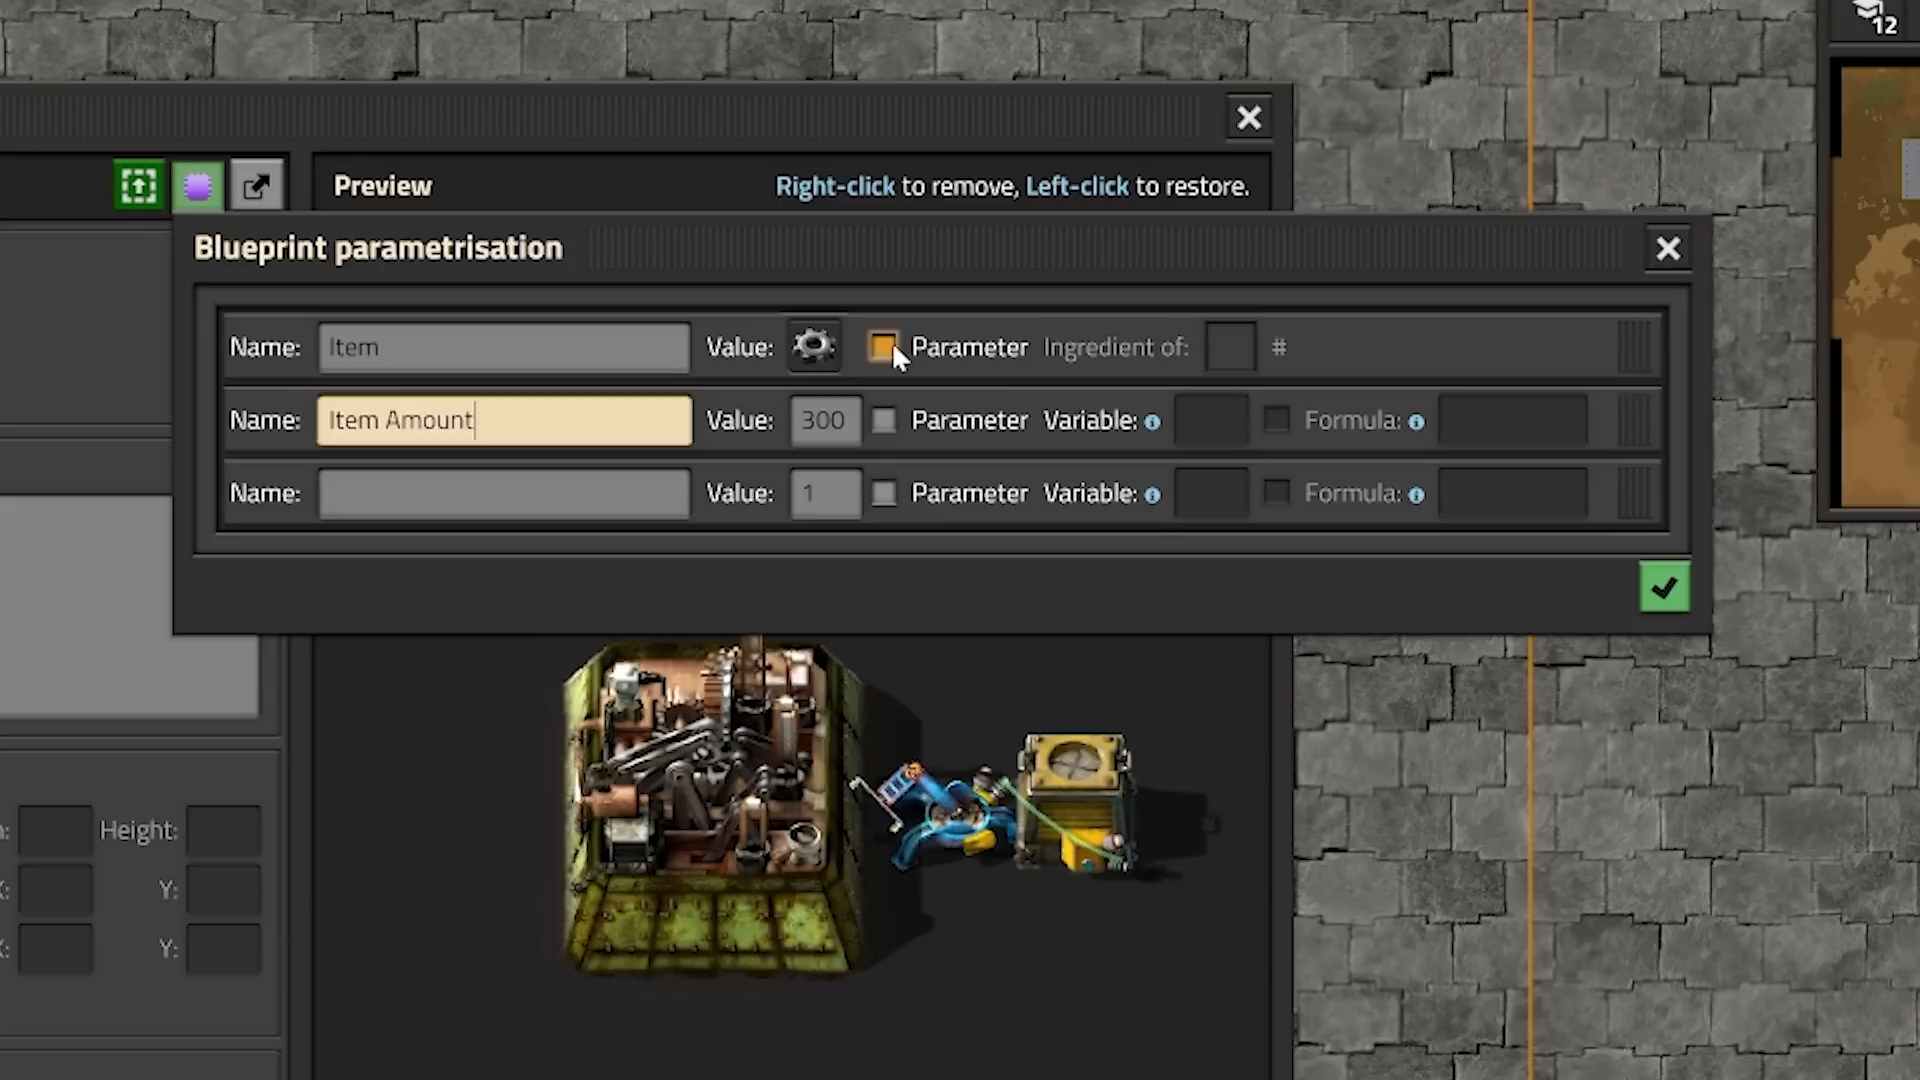 12
Preview Right-click to remove, Left-click to restore.
Blueprint parametrisation
Name: Item Value: Parameter Ingredient of: #
Name: Item Amount Value: 300 Parameter Variable: Formula:
Name: Value: 1 Parameter Variable: Formula:
Height:
X: Y:
X: Y: